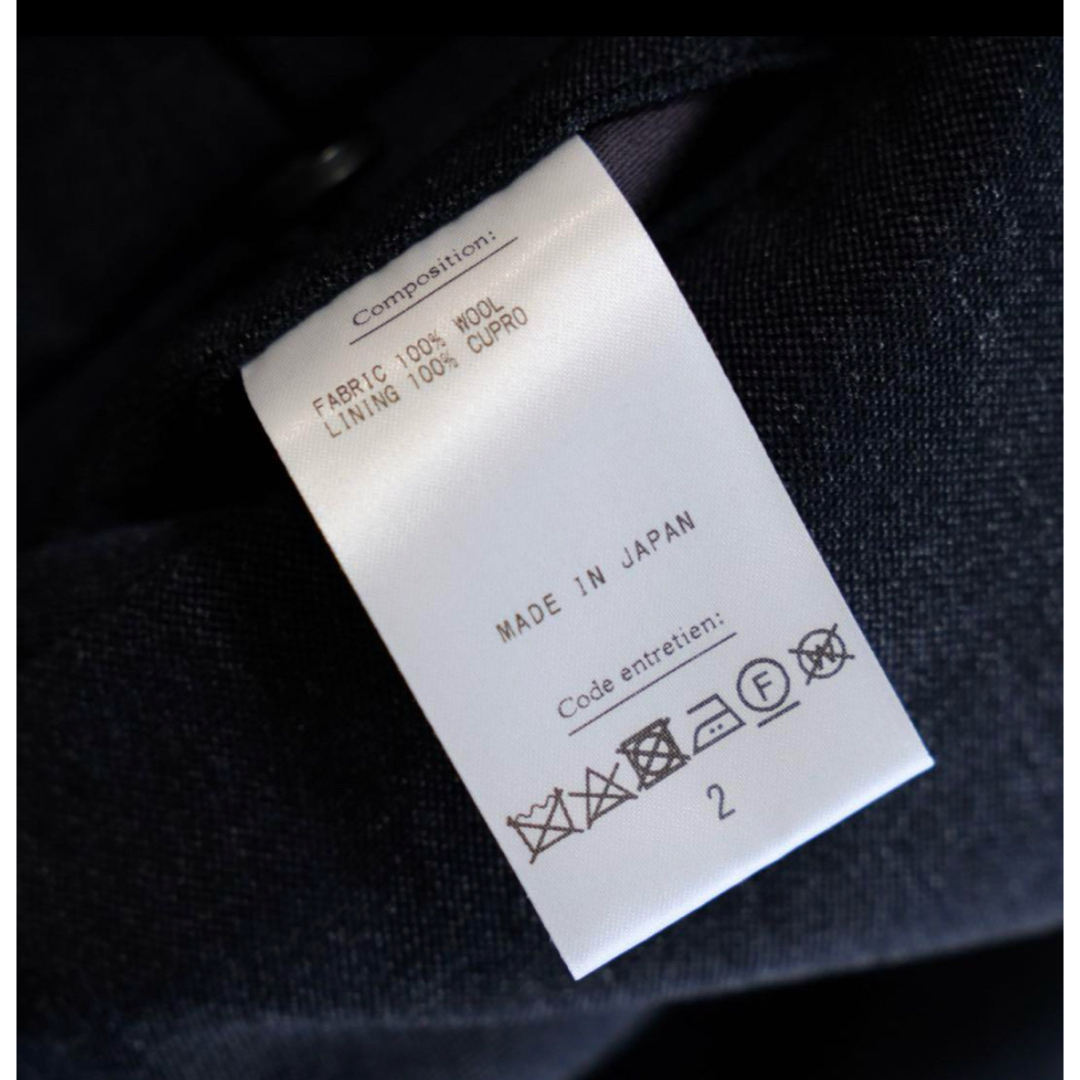 Composition:
FABRIC 100% WOOL
LINING 100% CUPRO
MADE IN JAPAN
Code entretien:
F W
2